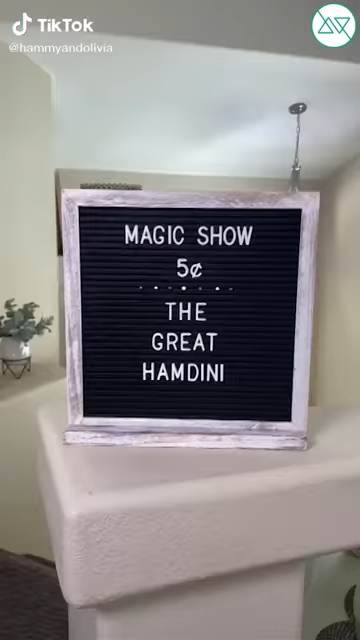 TikTok
@hammyandolivia
MAGIC SHOW
5¢
THE
GREAT
HAMDINI